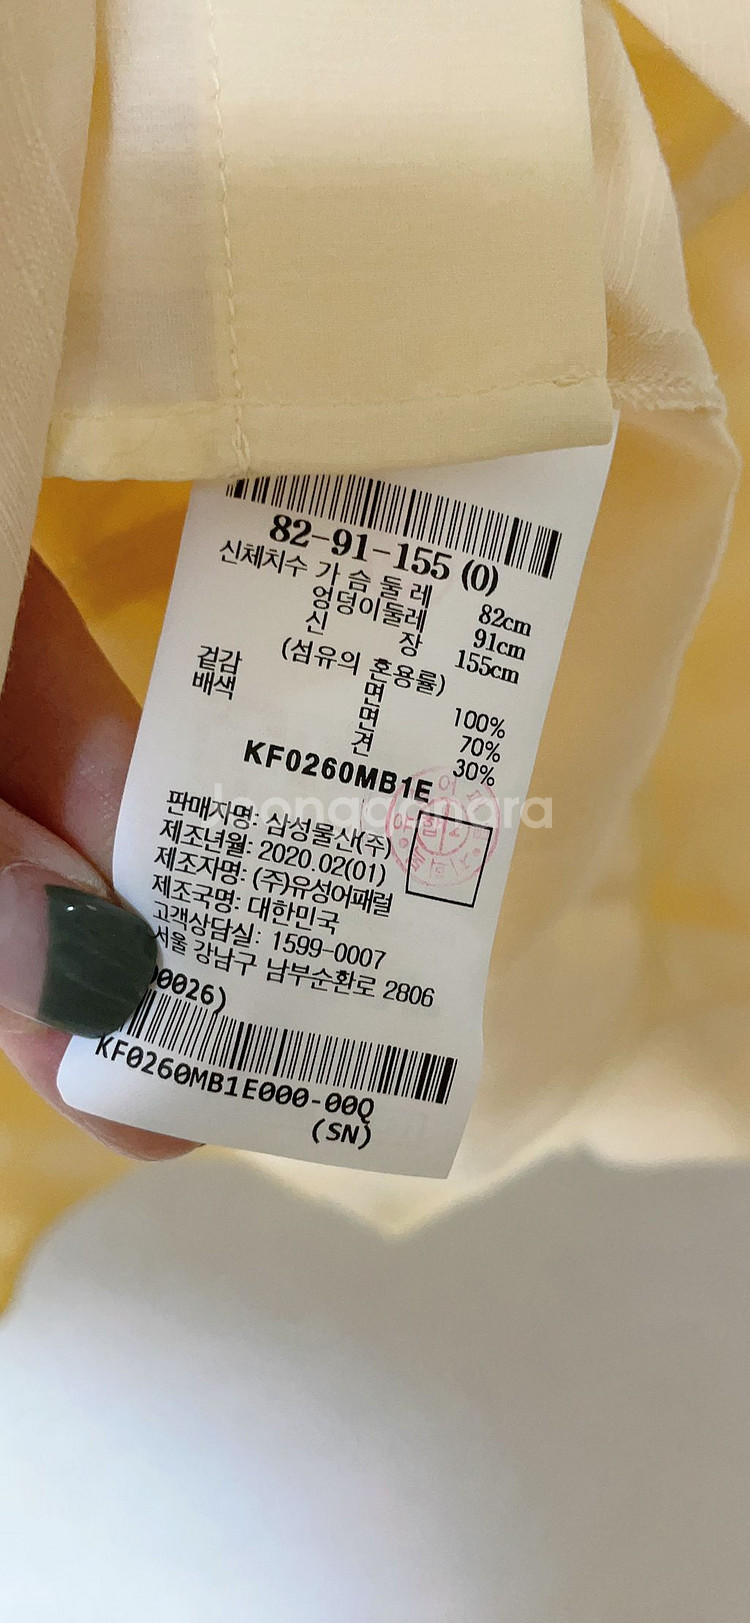 82-91-155 (0)
신체치수 가 슴 둘 레 82cm
엉덩이둘레 91cm
신 장 155cm
(섬유의 혼용률)
겉감 면 100%
배색 면 70%
견 30%
KF0260MB1E
판매자명: 삼성물산(주)
제조년월: 2020.02(01)
제조자명: (주)유성어패럴
제조국명: 대한민국
고객상담실: 1599-0007
서울 강남구 남부순환로 2806
0026)
KF0260MB1E000-00Q
(SN)
joongonara